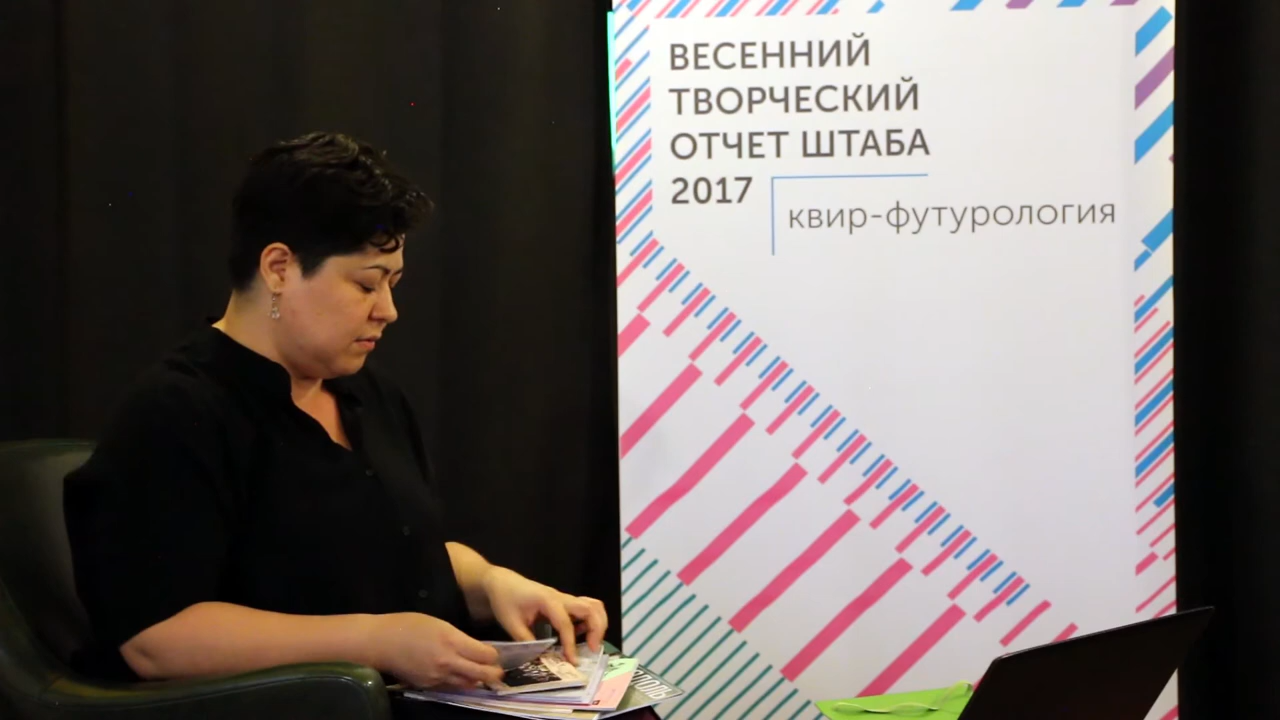 ВЕСЕННИЙ
ТВОРЧЕСКИЙ
ОТЧЕТ ШТАБА
2017
квир-футурология